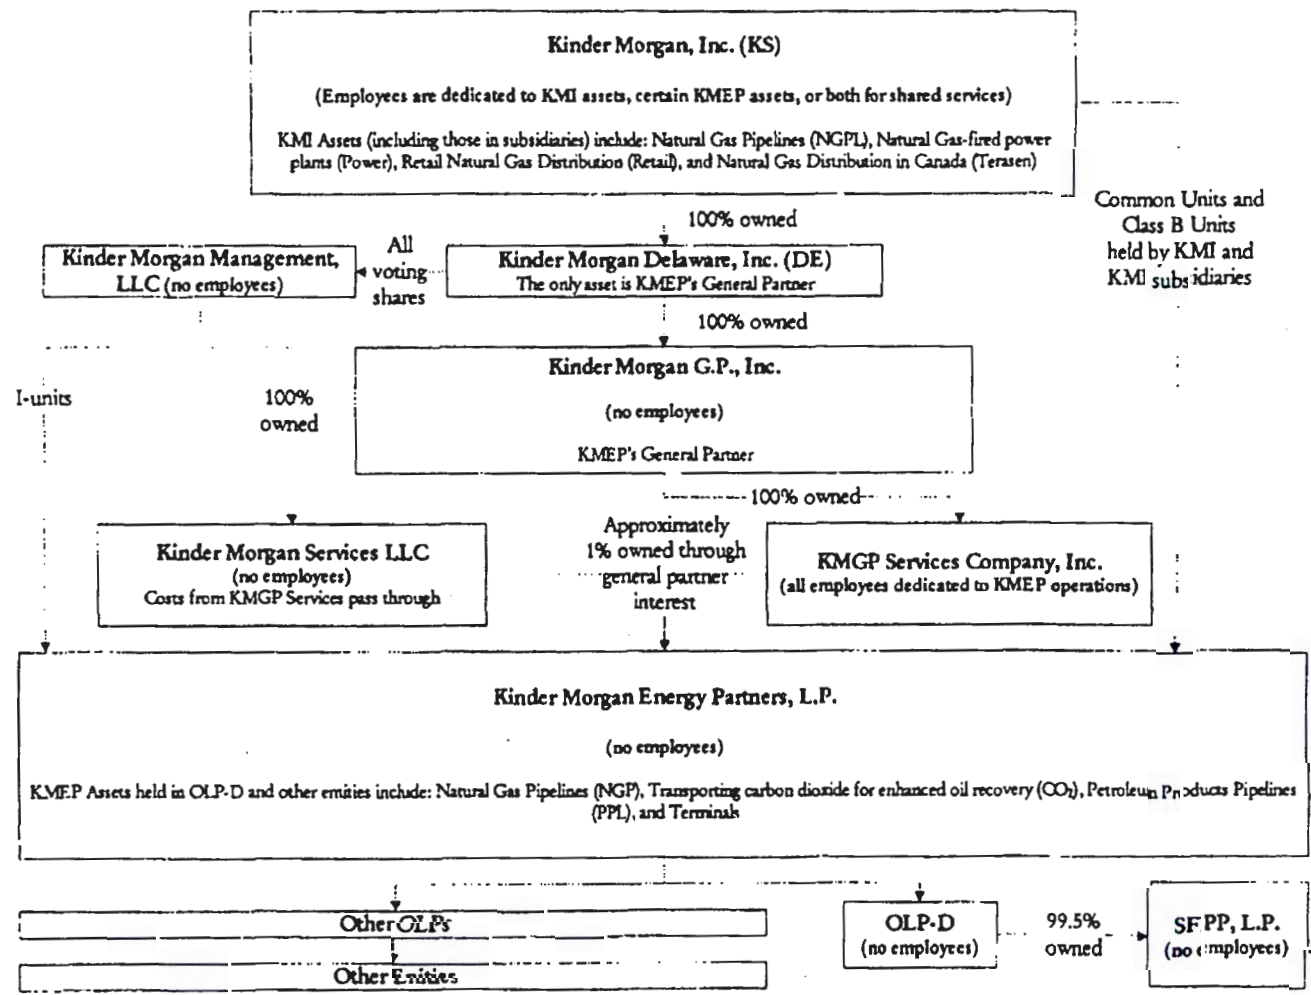 Kinder Morgan, Inc. (KS)
(Employees are dedicated to KMI assets, certain KMEP assets, or both for shared services)
KMI Assets (including those in subsidiaries) include: Natural Gas Pipelines (NGPL), Natural Gas-fired power
plants (Power), Retail Natural Gas Distribution (Retail), and Natural Gas Distribution in Canada (Terasen)
Common Units and
Class B Units
held by KMI and
KMI subsidiaries
100% owned
Kinder Morgan Management,
LLC (no employees)
All
voting
shares
Kinder Morgan Delaware, Inc. (DE)
The only asset is KMEP's General Partner
100% owned
Kinder Morgan G.P., Inc.
(no employees)
KMEP's General Partner
I-units
100%
owned
100% owned
Kinder Morgan Services LLC
(no employees)
Costs from KMGP Services pass through
Approximately
1% owned through
general partner
interest
KMGP Services Company, Inc.
(all employees dedicated to KMEP operations)
Kinder Morgan Energy Partners, L.P.
(no employees)
KMEP Assets held in OLP-D and other entities include: Natural Gas Pipelines (NGP), Transporting carbon dioxide for enhanced oil recovery (CO₂), Petroleum Products Pipelines
(PPL), and Terminals
Other OLPs
Other Entities
OLP-D
(no employees)
99.5%
owned
SFPP, L.P.
(no employees)